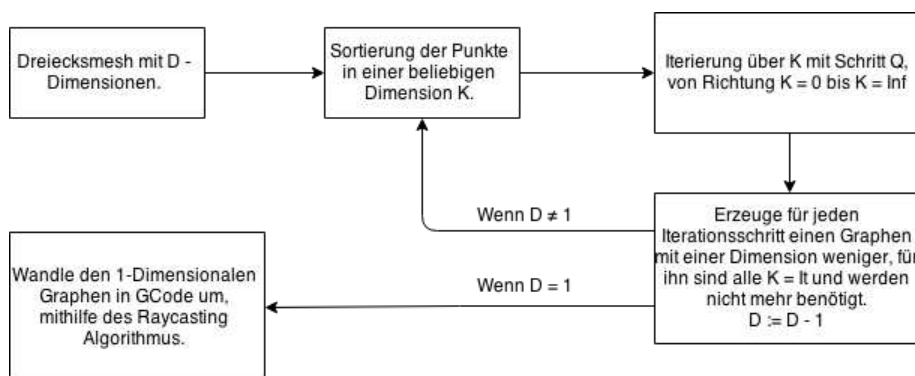 Dreiecksmesh mit D -
Dimensionen.
Sortierung der Punkte
in einer beliebigen
Dimension K.
Iterierung über K mit Schritt Q,
von Richtung K = 0 bis K = Inf
Erzeuge für jeden
Iterationsschritt einen Graphen
mit einer Dimension weniger, für
ihn sind alle K = It und werden
nicht mehr benötigt.
D := D - 1
Wenn D ≠ 1
Wenn D = 1
Wandle den 1-Dimensionalen
Graphen in GCode um,
mithilfe des Raycasting
Algorithmus.